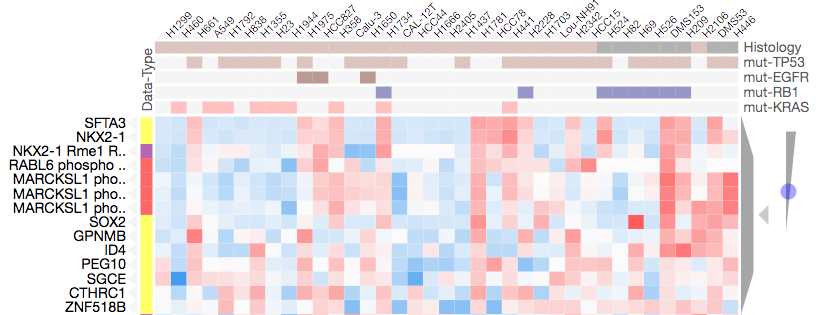 H1299
H460
H661
A549
H1792
H838
H1355
H23
H1944
H1975
HCC827
H358
Calu-3
H1650
H1734
CAL-12T
HCC44
H1666
H2405
H1437
H1781
HCC78
H441
H2228
H1703
Lou-NH91
H2342
HCC15
H524
H82
H69
H526
DMS153
H209
H2106
DMS53
H446
Data-Type
Histology
mut-TP53
mut-EGFR
mut-RB1
mut-KRAS
SFTA3
NKX2-1
NKX2-1 Rme1 R..
RABL6 phospho ..
MARCKSL1 pho..
MARCKSL1 pho..
MARCKSL1 pho..
SOX2
GPNMB
ID4
PEG10
SGCE
CTHRC1
ZNF518B